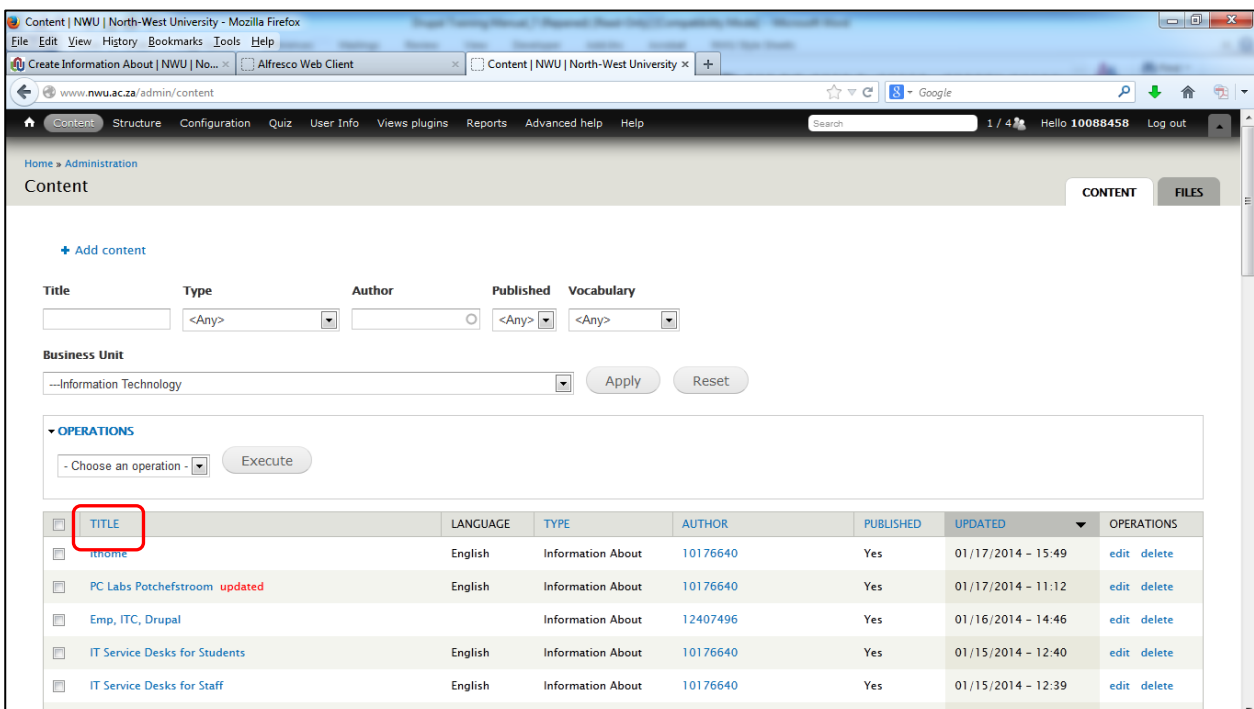 Content | NWU | North-West University - Mozilla Firefox
File Edit View History Bookmarks Tools Help
Create Information About | NWU | No... × Alfresco Web Client × Content | NWU | North-West University × +
www.nwu.ac.za/admin/content 8 - Google
Content Structure Configuration Quiz User Info Views plugins Reports Advanced help Help Search 1 / 4 Hello 10088458 Log out
Home » Administration
Content CONTENT FILES
+ Add content
Title Type Author Published Vocabulary
<Any> <Any> <Any>
Business Unit
---Information Technology Apply Reset
OPERATIONS
- Choose an operation - Execute
TITLE LANGUAGE TYPE AUTHOR PUBLISHED UPDATED OPERATIONS
ithome English Information About 10176640 Yes 01/17/2014 – 15:49 edit delete
PC Labs Potchefstroom updated English Information About 10176640 Yes 01/17/2014 – 11:12 edit delete
Emp, ITC, Drupal Information About 12407496 Yes 01/16/2014 – 14:46 edit delete
IT Service Desks for Students English Information About 10176640 Yes 01/15/2014 – 12:40 edit delete
IT Service Desks for Staff English Information About 10176640 Yes 01/15/2014 – 12:39 edit delete